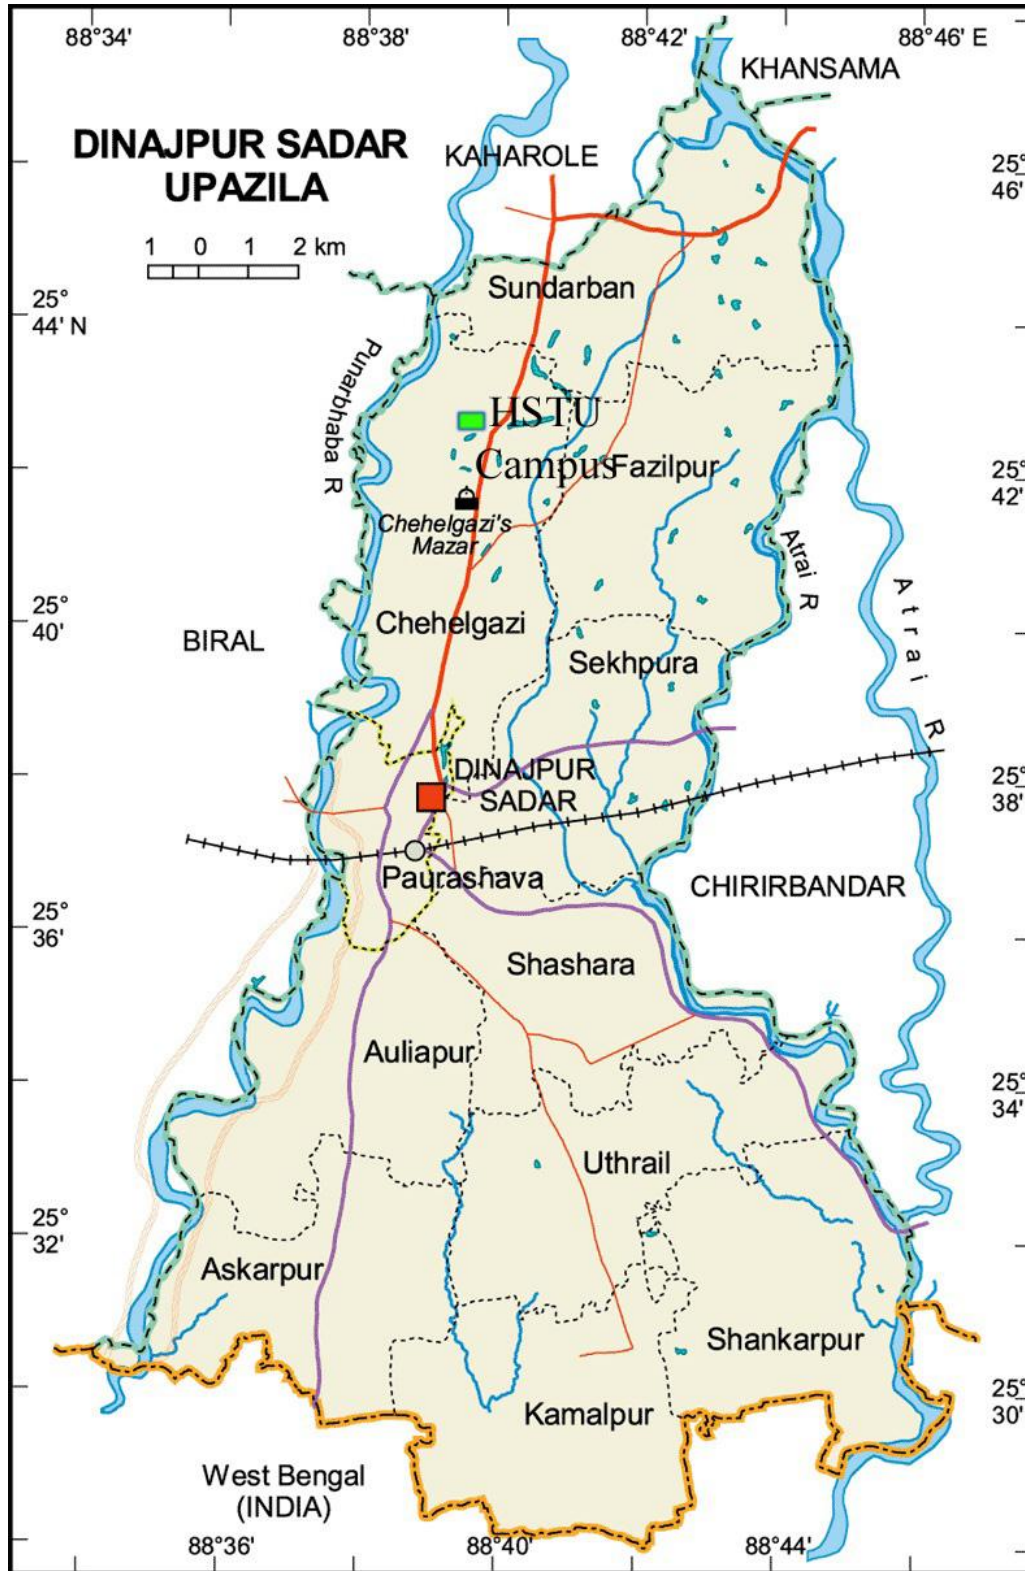 88°34'
88°38'
88°42'
88°46' E
KHANSAMA
DINAJPUR SADAR
UPAZILA
KAHAROLE
25°
46'
1 0 1 2 km
Sundarban
25°
44' N
Punarbhaba R
HSTU
Campus
Fazilpur
25°
42'
Chehelgazi's
Mazar
Atrai R
Atrai R
25°
40'
Chehelgazi
BIRAL
Sekhpura
DINAJPUR
SADAR
25°
38'
Paurashava
CHIRIRBANDAR
25°
36'
Shashara
Auliapur
25°
34'
Uthrail
25°
32'
Askarpur
Shankarpur
25°
30'
Kamalpur
West Bengal
(INDIA)
88°36'
88°40'
88°44'